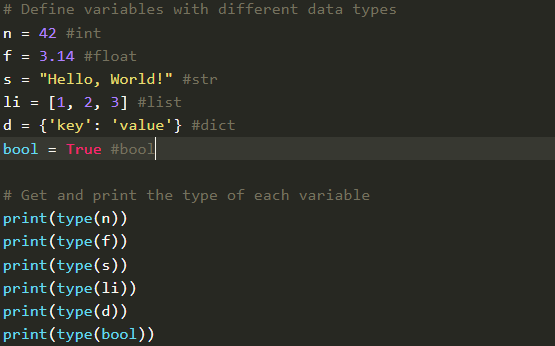 # Define variables with different data types
n = 42 #int
f = 3.14 #float
s = "Hello, World!" #str
li = [1, 2, 3] #list
d = {'key': 'value'} #dict
bool = True #bool
# Get and print the type of each variable
print(type(n))
print(type(f))
print(type(s))
print(type(li))
print(type(d))
print(type(bool))